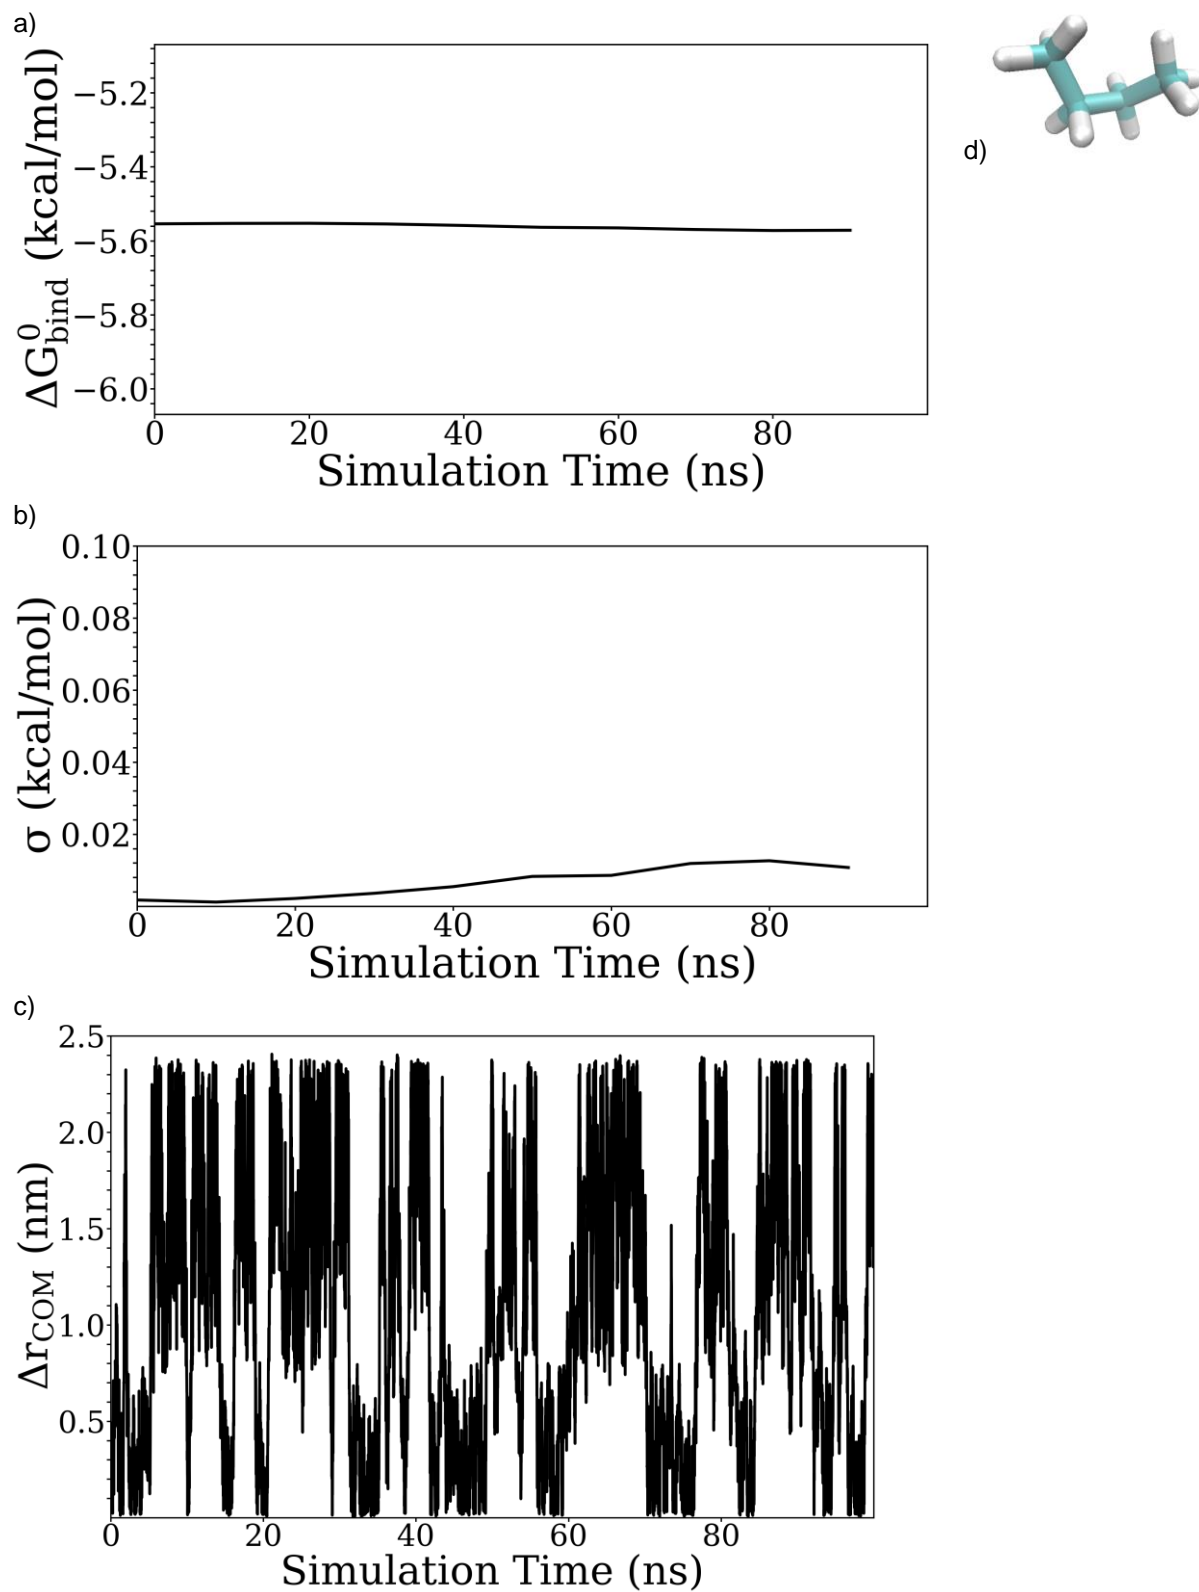 a)
ΔG⁰bind (kcal/mol)
−5.2
−5.4
−5.6
−5.8
−6.0
0 20 40 60 80
Simulation Time (ns)
d)
b)
σ (kcal/mol)
0.10
0.08
0.06
0.04
0.02
0 20 40 60 80
Simulation Time (ns)
c)
ΔrCOM (nm)
2.5
2.0
1.5
1.0
0.5
0 20 40 60 80
Simulation Time (ns)